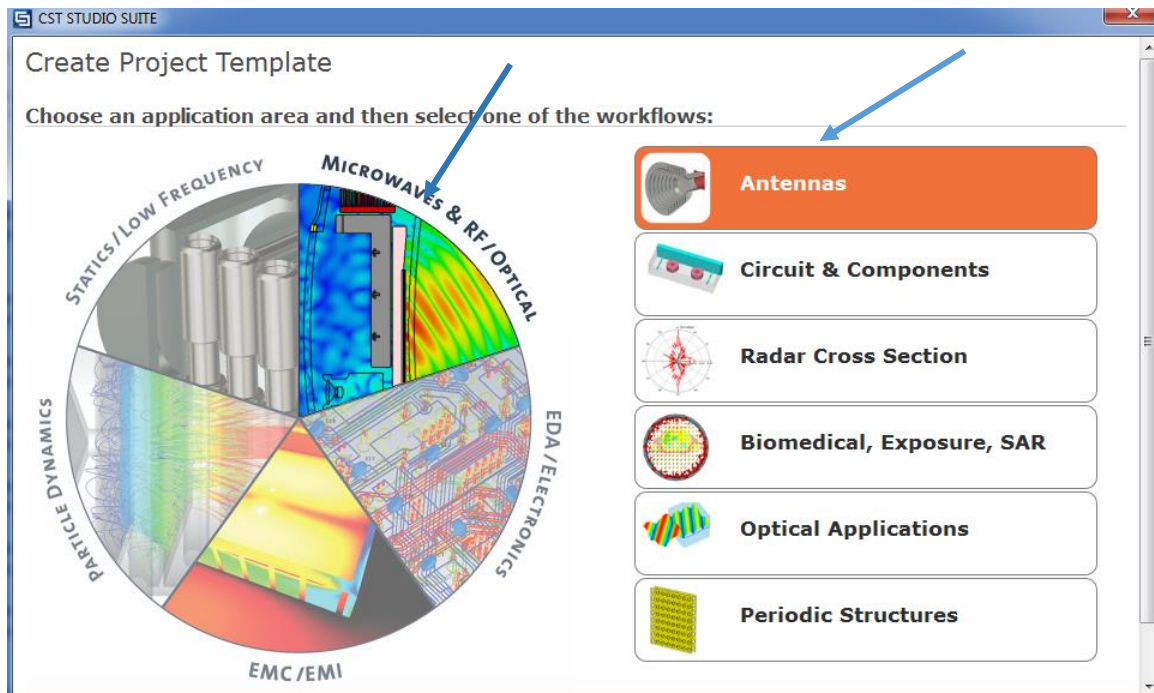 CST STUDIO SUITE
Create Project Template
Choose an application area and then select one of the workflows:
STATICS/LOW FREQUENCY
MICROWAVES & RF/OPTICAL
EDA/ELECTRONICS
EMC/EMI
PARTICLE DYNAMICS
Antennas
Circuit & Components
Radar Cross Section
Biomedical, Exposure, SAR
Optical Applications
Periodic Structures